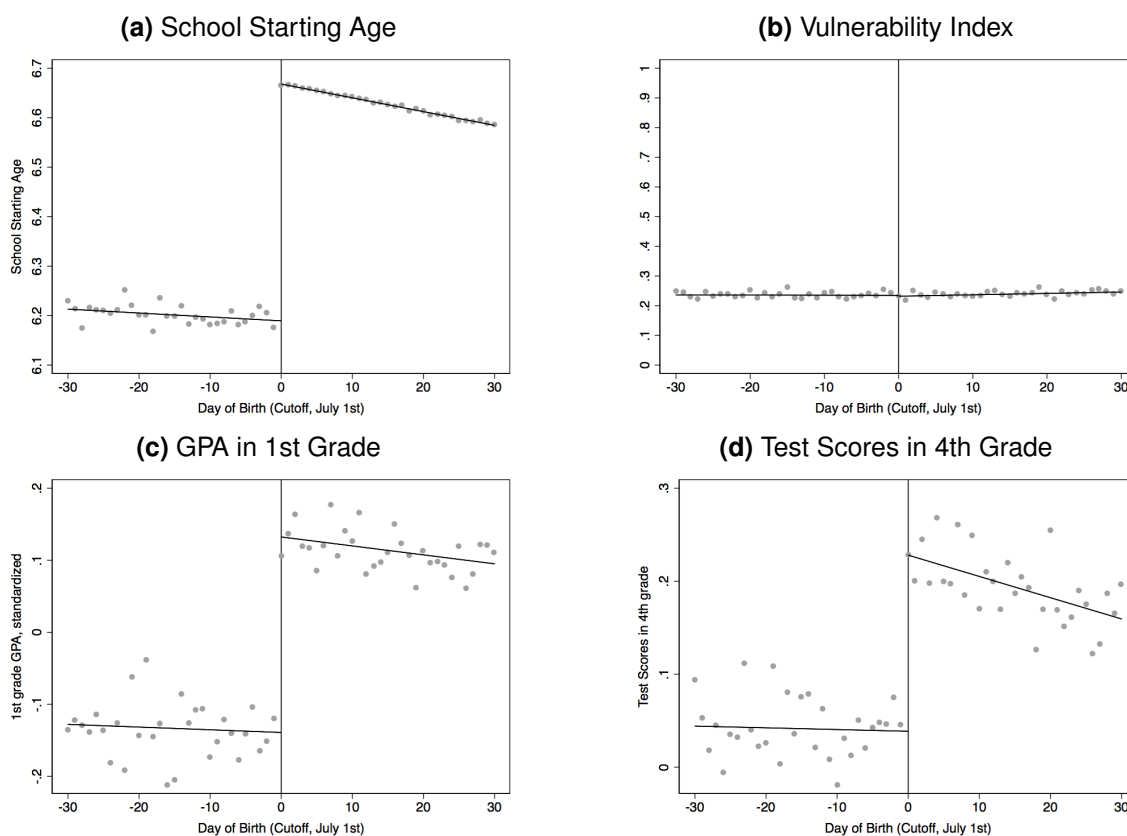 (a) School Starting Age
School Starting Age
6.7
6.6
6.5
6.4
6.3
6.2
6.1
-30 -20 -10 0 10 20 30
Day of Birth (Cutoff, July 1st)
(b) Vulnerability Index
1
.9
.8
.7
.6
.5
.4
.3
.2
.1
0
-30 -20 -10 0 10 20 30
Day of Birth (Cutoff, July 1st)
(c) GPA in 1st Grade
1st grade GPA, standardized
.2
.1
0
-.1
-.2
-30 -20 -10 0 10 20 30
Day of Birth (Cutoff, July 1st)
(d) Test Scores in 4th Grade
Test Scores in 4th grade
.3
.2
.1
0
-30 -20 -10 0 10 20 30
Day of Birth (Cutoff, July 1st)